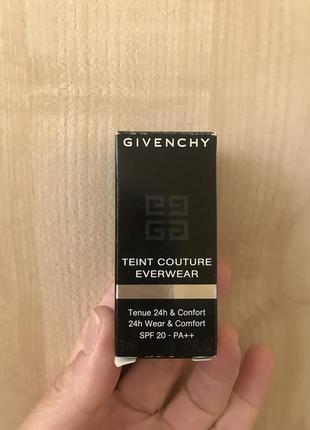 GIVENCHY
TEINT COUTURE
EVERWEAR
Tenue 24h & Confort
24h Wear & Comfort
SPF 20 - PA++